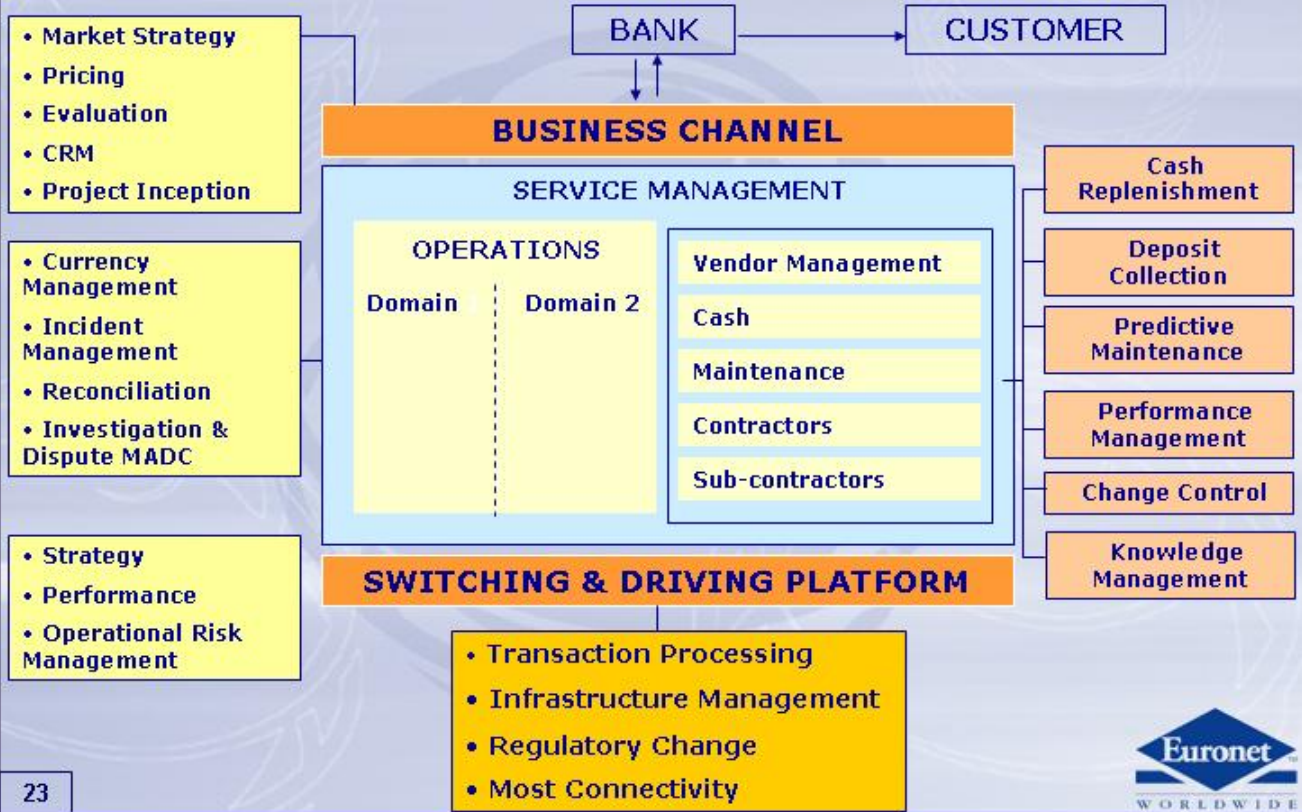 • Market Strategy
• Pricing
• Evaluation
• CRM
• Project Inception
BANK
CUSTOMER
BUSINESS CHANNEL
SERVICE MANAGEMENT
OPERATIONS
Domain
Domain 2
Vendor Management
Cash
Maintenance
Contractors
Sub-contractors
• Currency
Management
• Incident
Management
• Reconciliation
• Investigation &
Dispute MADC
• Strategy
• Performance
• Operational Risk
Management
Cash
Replenishment
Deposit
Collection
Predictive
Maintenance
Performance
Management
Change Control
Knowledge
Management
SWITCHING & DRIVING PLATFORM
• Transaction Processing
• Infrastructure Management
• Regulatory Change
• Most Connectivity
23
Euronet
WORLDWIDE